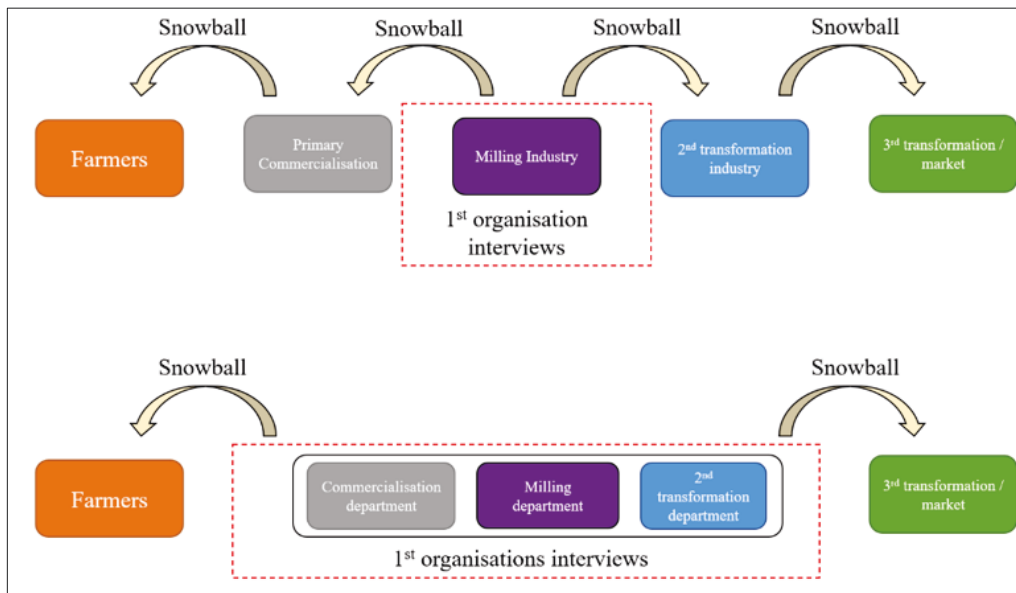 Snowball Snowball Snowball Snowball
Farmers
Primary
Commercialisation
Milling Industry
2nd transformation
industry
3rd transformation /
market
1st organisation
interviews
Snowball Snowball
Farmers
Commercialisation
department
Milling
department
2nd
transformation
department
3rd transformation /
market
1st organisations interviews